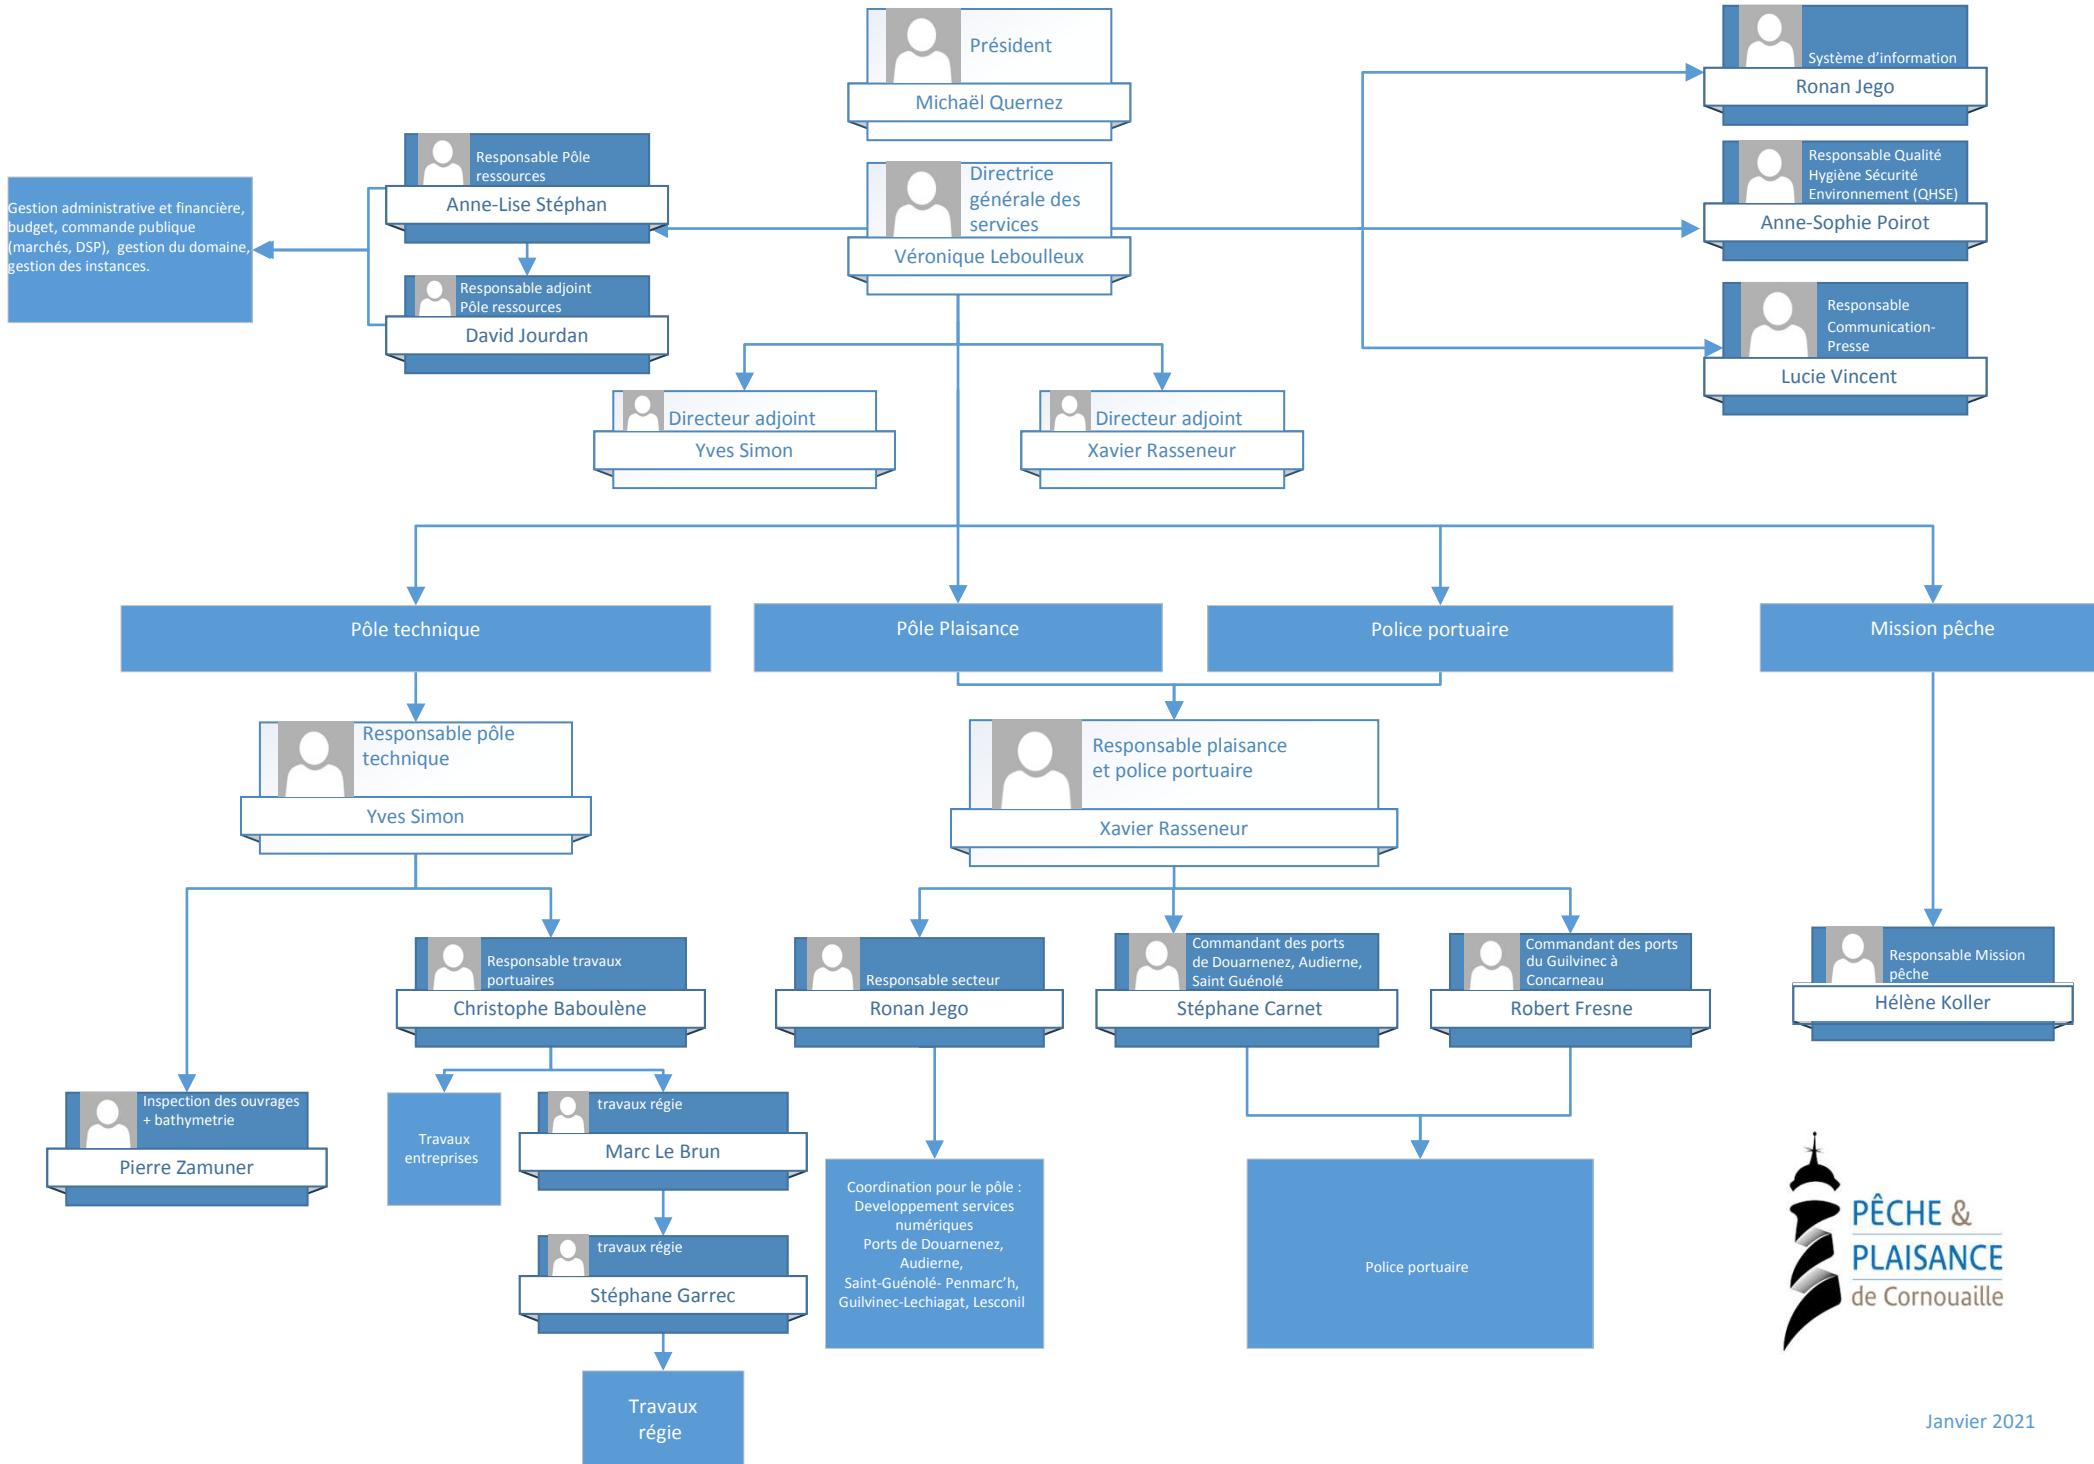 Président
Michaël Quernez
Directrice
générale des
services
Véronique Leboulleux
Système d'information
Ronan Jego
Responsable Qualité
Hygiène Sécurité
Environnement (QHSE)
Anne-Sophie Poirot
Responsable
Communication-
Presse
Lucie Vincent
Responsable Pôle
ressources
Anne-Lise Stéphan
Responsable adjoint
Pôle ressources
David Jourdan
Gestion administrative et financière,
budget, commande publique
(marchés, DSP),  gestion du domaine,
gestion des instances.
Directeur adjoint
Yves Simon
Directeur adjoint
Xavier Rasseneur
Pôle technique
Pôle Plaisance
Police portuaire
Mission pêche
Responsable pôle
technique
Yves Simon
Responsable plaisance
et police portuaire
Xavier Rasseneur
Responsable travaux
portuaires
Christophe Baboulène
Responsable secteur
Ronan Jego
Commandant des ports
de Douarnenez, Audierne,
Saint Guénolé
Stéphane Carnet
Commandant des ports
du Guilvinec à
Concarneau
Robert Fresne
Responsable Mission
pêche
Hélène Koller
Inspection des ouvrages
+ bathymetrie
Pierre Zamuner
Travaux
entreprises
travaux régie
Marc Le Brun
travaux régie
Stéphane Garrec
Travaux
régie
Coordination pour le pôle :
Developpement services
numériques
Ports de Douarnenez,
Audierne,
Saint-Guénolé- Penmarc'h,
Guilvinec-Lechiagat, Lesconil
Police portuaire
PÊCHE &
PLAISANCE
de Cornouaille
Janvier 2021